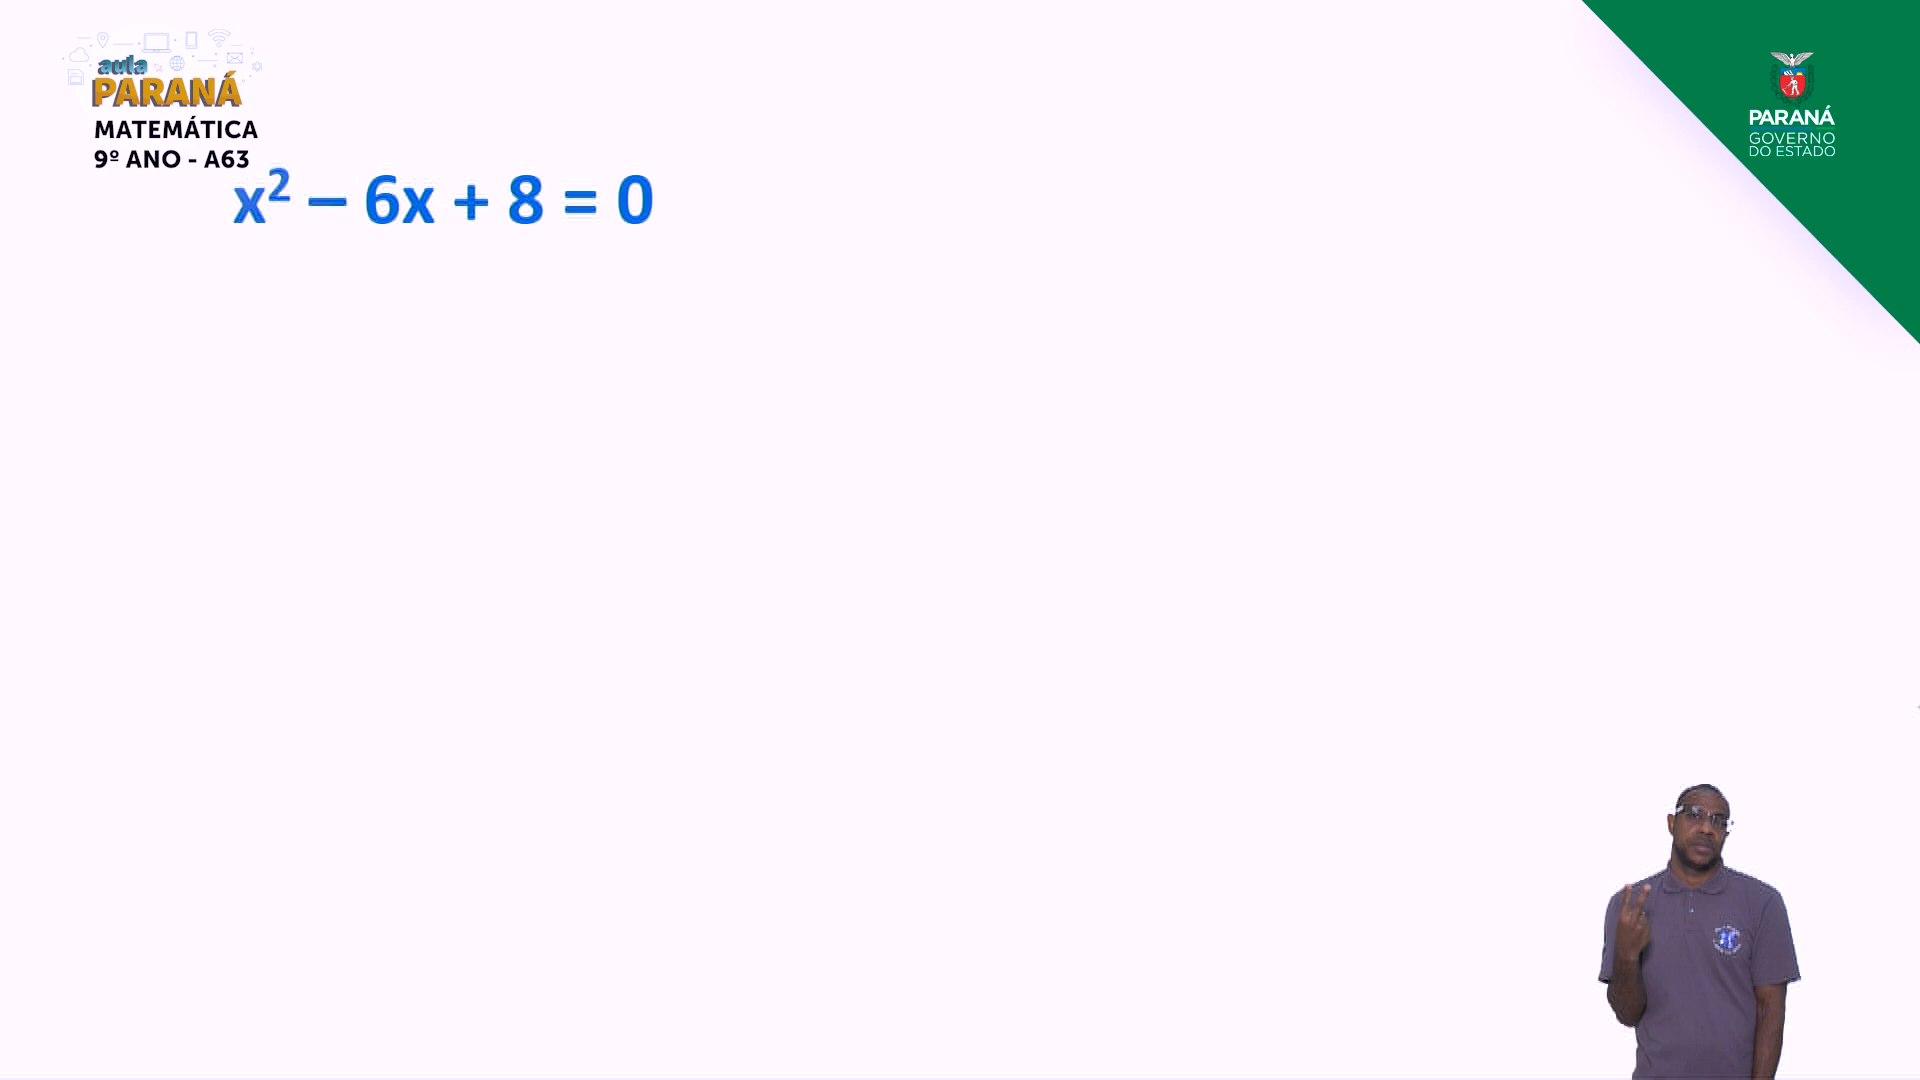 aula
PARANÁ
MATEMÁTICA
9º ANO - A63
x² – 6x + 8 = 0
PARANÁ
GOVERNO
DO ESTADO